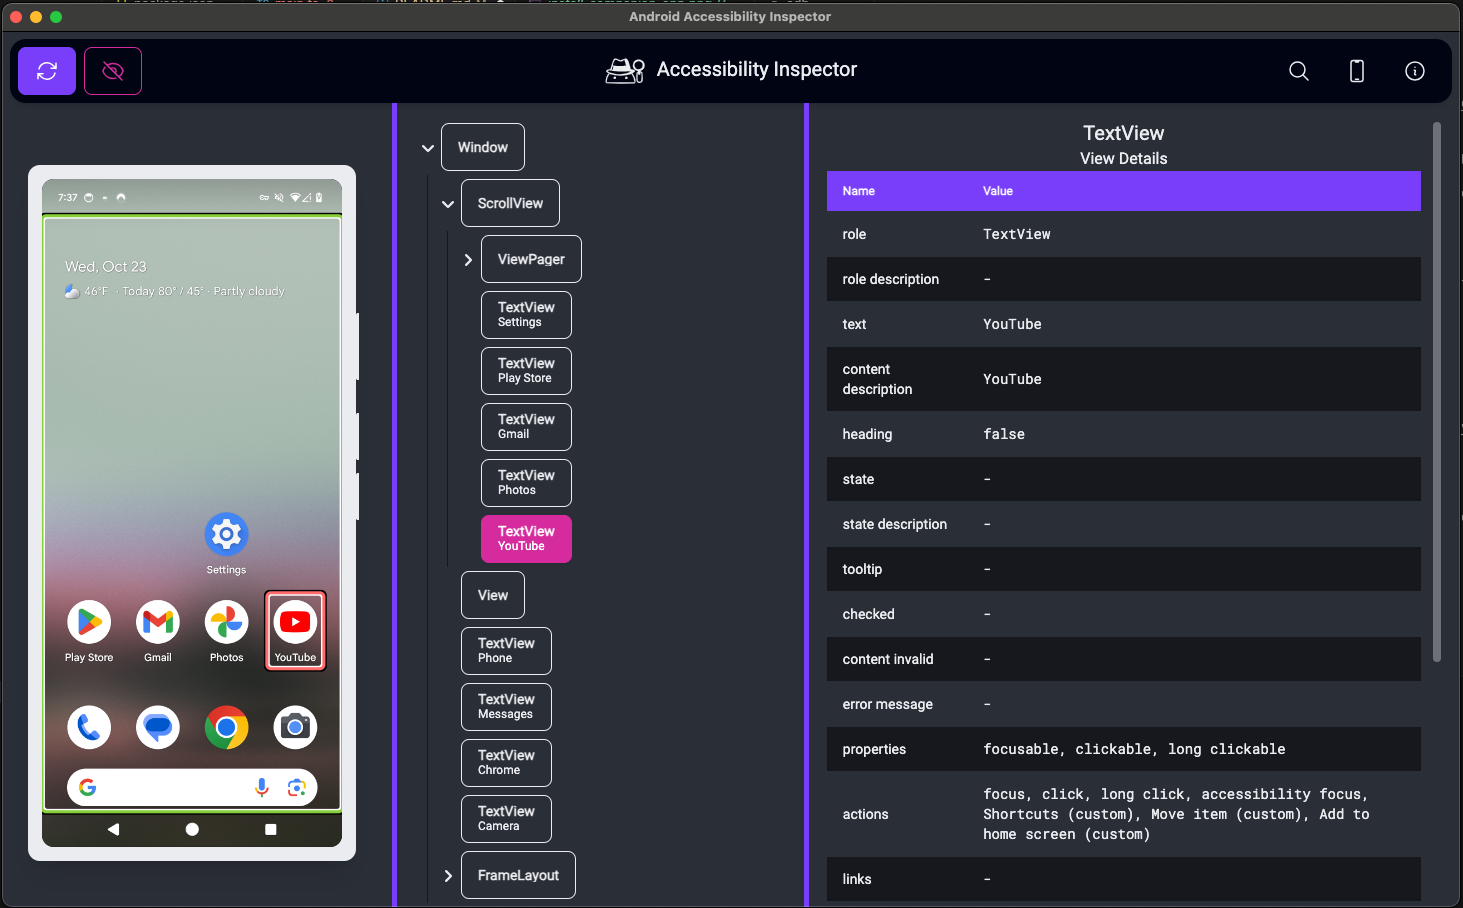 Android Accessibility Inspector
Accessibility Inspector
7:37
Wed, Oct 23
46°F · Today 80° / 45° · Partly cloudy
Settings
Play Store
Gmail
Photos
YouTube
Window
ScrollView
ViewPager
TextView
Settings
TextView
Play Store
TextView
Gmail
TextView
Photos
TextView
YouTube
View
TextView
Phone
TextView
Messages
TextView
Chrome
TextView
Camera
FrameLayout
TextView
View Details
Name Value
role TextView
role description -
text YouTube
content
description YouTube
heading false
state -
state description -
tooltip -
checked -
content invalid -
error message -
properties focusable, clickable, long clickable
actions focus, click, long click, accessibility focus,
Shortcuts (custom), Move item (custom), Add to
home screen (custom)
links -